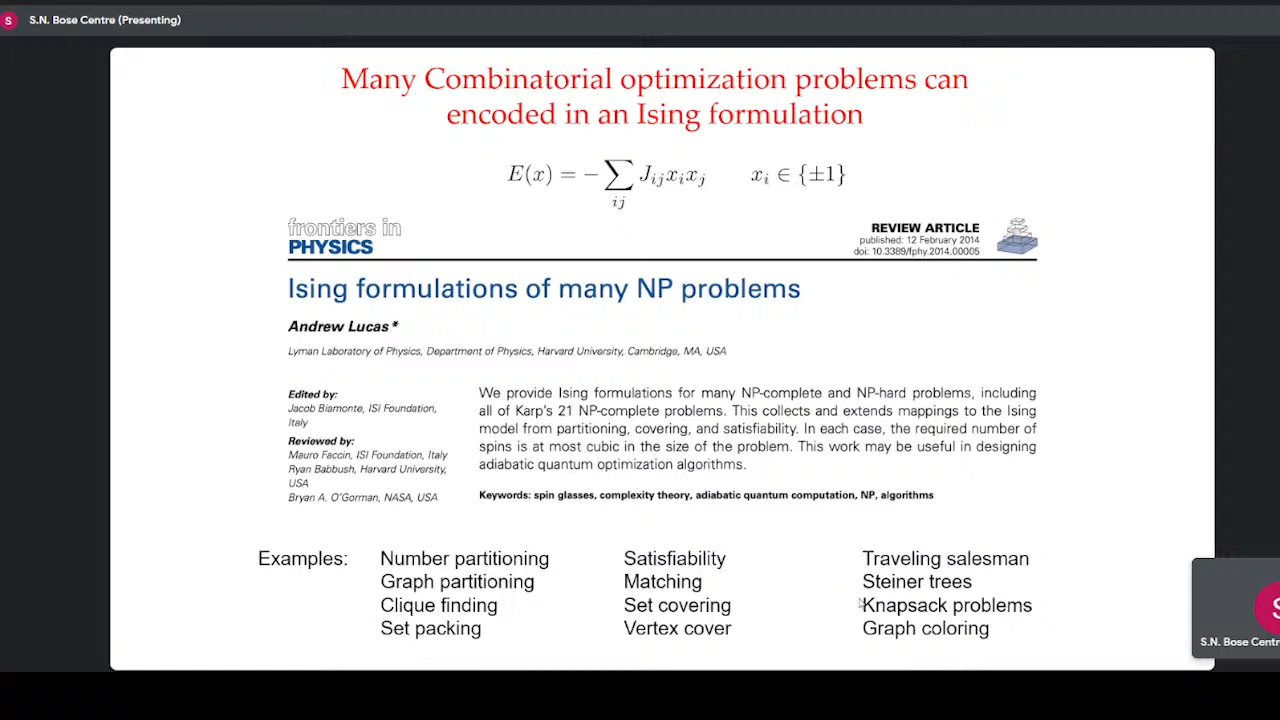 S
S.N. Bose Centre (Presenting)
Many Combinatorial optimization problems can
encoded in an Ising formulation
E(x) = −∑_{ij} J_{ij}x_ix_j   x_i ∈ {±1}
frontiers in
PHYSICS
REVIEW ARTICLE
published: 12 February 2014
doi: 10.3389/fphy.2014.00005
Ising formulations of many NP problems
Andrew Lucas*
Lyman Laboratory of Physics, Department of Physics, Harvard University, Cambridge, MA, USA
Edited by:
Jacob Biamonte, ISI Foundation,
Italy
Reviewed by:
Mauro Faccin, ISI Foundation, Italy
Ryan Babbush, Harvard University,
USA
Bryan A. O'Gorman, NASA, USA
We provide Ising formulations for many NP-complete and NP-hard problems, including
all of Karp's 21 NP-complete problems. This collects and extends mappings to the Ising
model from partitioning, covering, and satisfiability. In each case, the required number of
spins is at most cubic in the size of the problem. This work may be useful in designing
adiabatic quantum optimization algorithms.
Keywords: spin glasses, complexity theory, adiabatic quantum computation, NP, algorithms
Examples: Number partitioning Satisfiability Traveling salesman
Graph partitioning Matching Steiner trees
Clique finding Set covering Knapsack problems
Set packing Vertex cover Graph coloring
S
S.N. Bose Centr